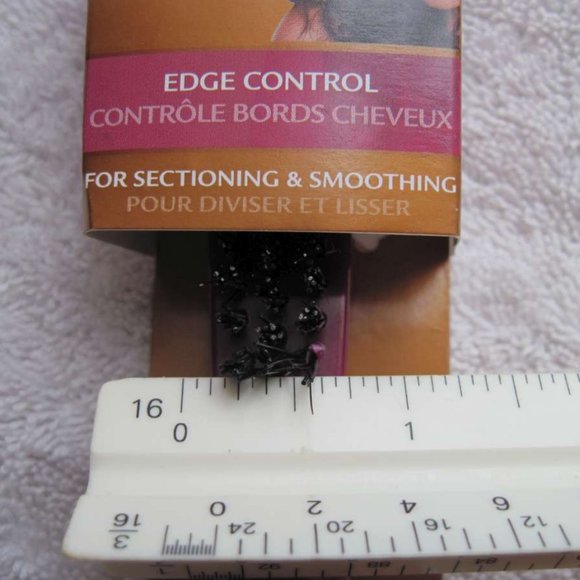 EDGE CONTROL
CONTRÔLE BORDS CHEVEUX
FOR SECTIONING & SMOOTHING
POUR DIVISER ET LISSER
16 0 1
3/16 0 24 2 20 4 16 6 12